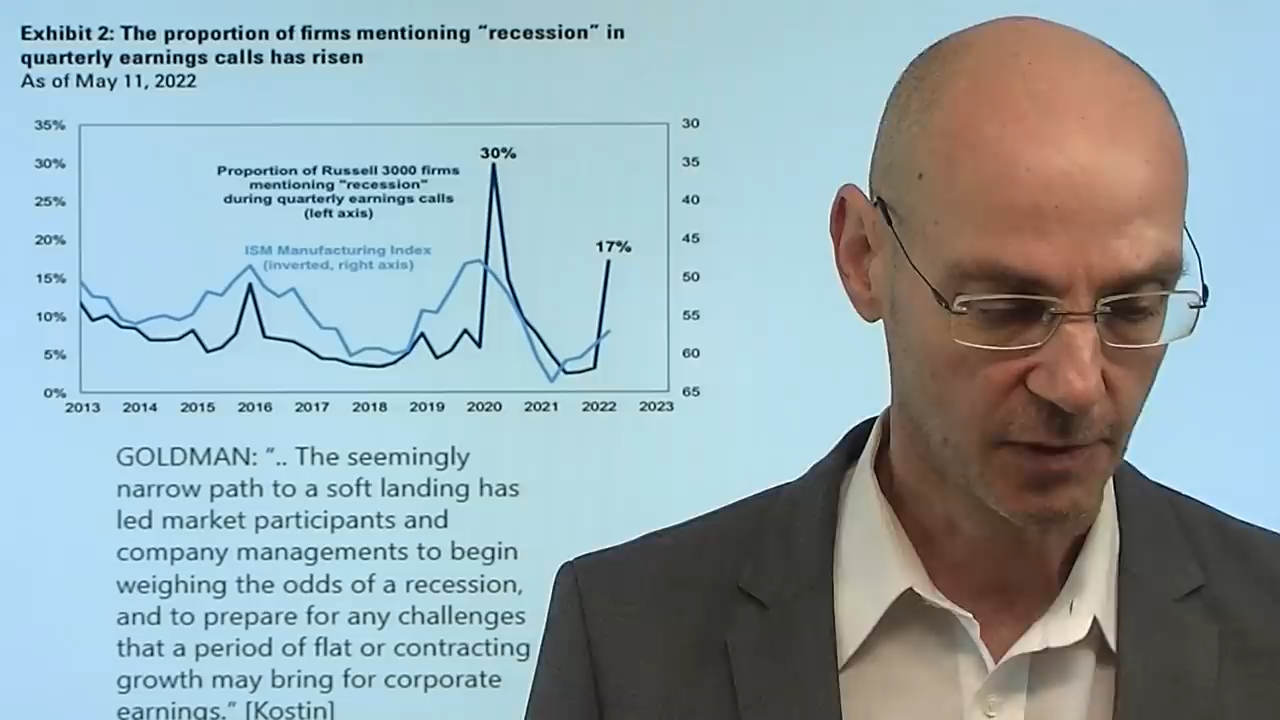 Exhibit 2: The proportion of firms mentioning “recession” in
quarterly earnings calls has risen
As of May 11, 2022
35%
30%
25%
20%
15%
10%
5%
0%
30
35
40
45
50
55
60
65
30%
17%
Proportion of Russell 3000 firms
mentioning "recession"
during quarterly earnings calls
(left axis)
ISM Manufacturing Index
(inverted, right axis)
2013 2014 2015 2016 2017 2018 2019 2020 2021 2022 2023
GOLDMAN: “.. The seemingly
narrow path to a soft landing has
led market participants and
company managements to begin
weighing the odds of a recession,
and to prepare for any challenges
that a period of flat or contracting
growth may bring for corporate
earnings.” [Kostin]